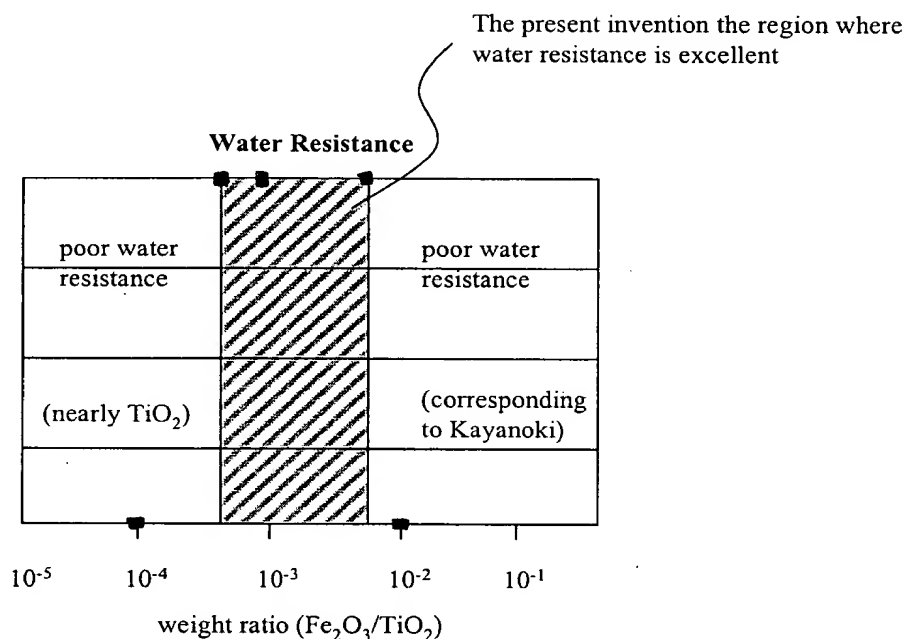 The present invention the region where
water resistance is excellent
Water Resistance
poor water
resistance
poor water
resistance
(nearly TiO₂)
(corresponding
to Kayanoki)
10⁻⁵ 10⁻⁴ 10⁻³ 10⁻² 10⁻¹
weight ratio (Fe₂O₃/TiO₂)